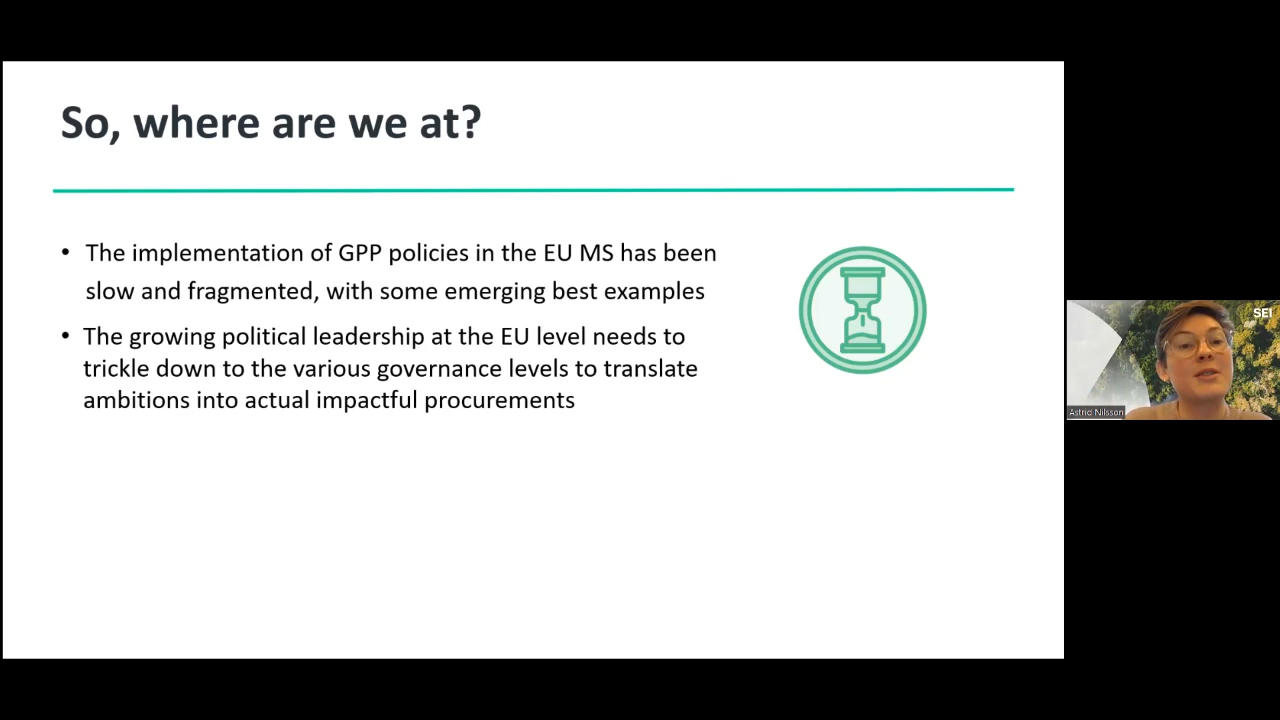 So, where are we at?
• The implementation of GPP policies in the EU MS has been
slow and fragmented, with some emerging best examples
• The growing political leadership at the EU level needs to
trickle down to the various governance levels to translate
ambitions into actual impactful procurements
SEI
Astrid Nilsson